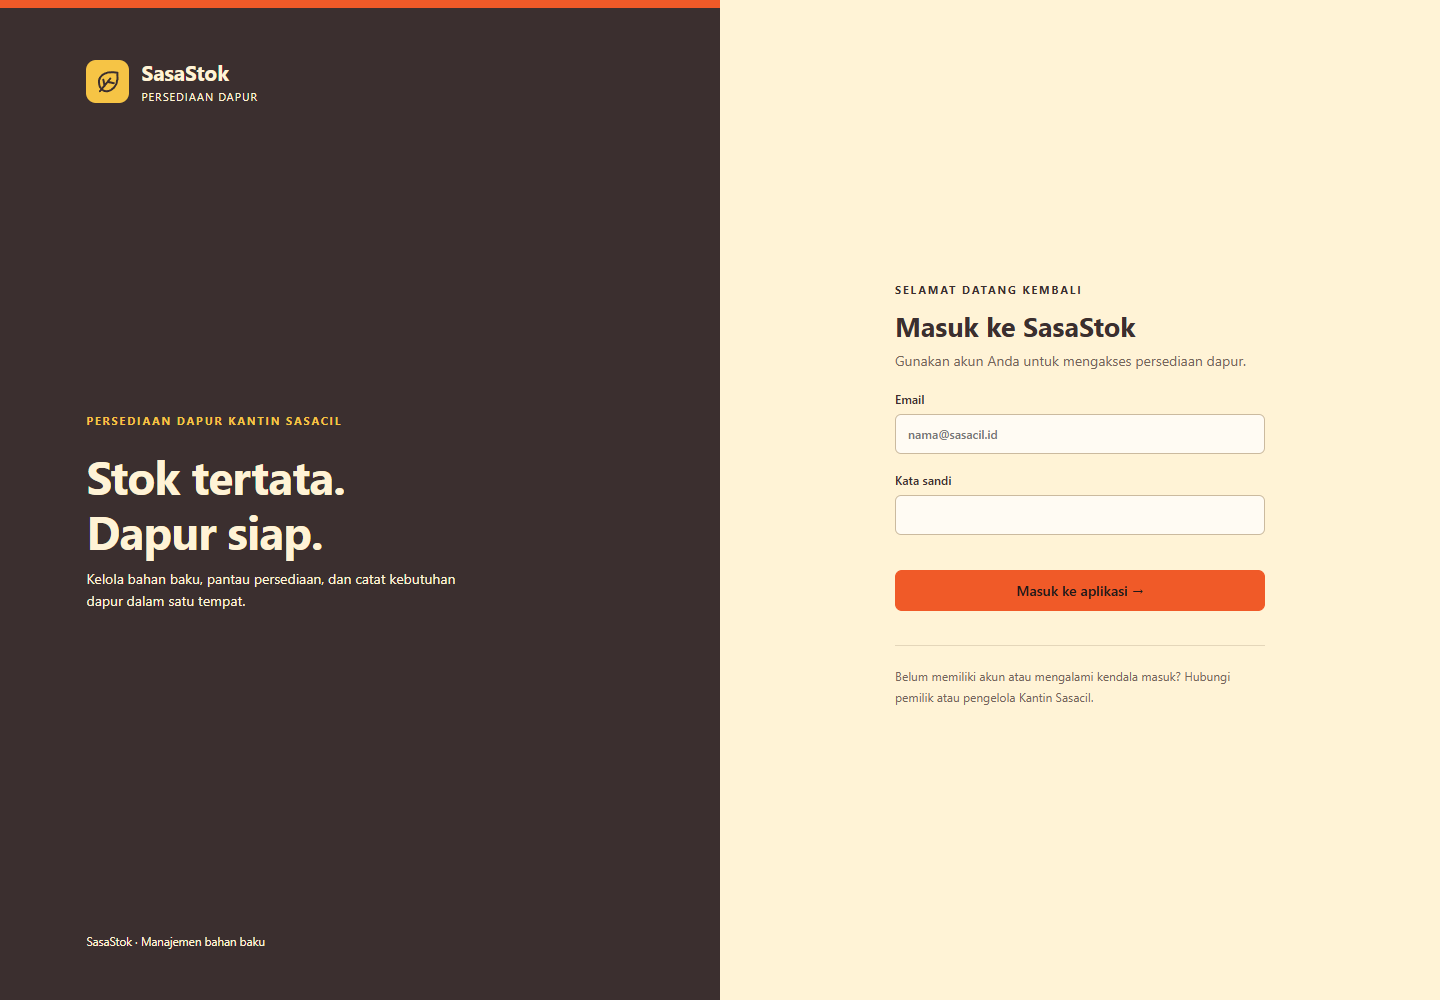 SasaStok
PERSEDIAAN DAPUR
PERSEDIAAN DAPUR KANTIN SASACIL
Stok tertata.
Dapur siap.
Kelola bahan baku, pantau persediaan, dan catat kebutuhan
dapur dalam satu tempat.
SasaStok · Manajemen bahan baku
SELAMAT DATANG KEMBALI
Masuk ke SasaStok
Gunakan akun Anda untuk mengakses persediaan dapur.
Email
nama@sasacil.id
Kata sandi
Masuk ke aplikasi →
Belum memiliki akun atau mengalami kendala masuk? Hubungi
pemilik atau pengelola Kantin Sasacil.